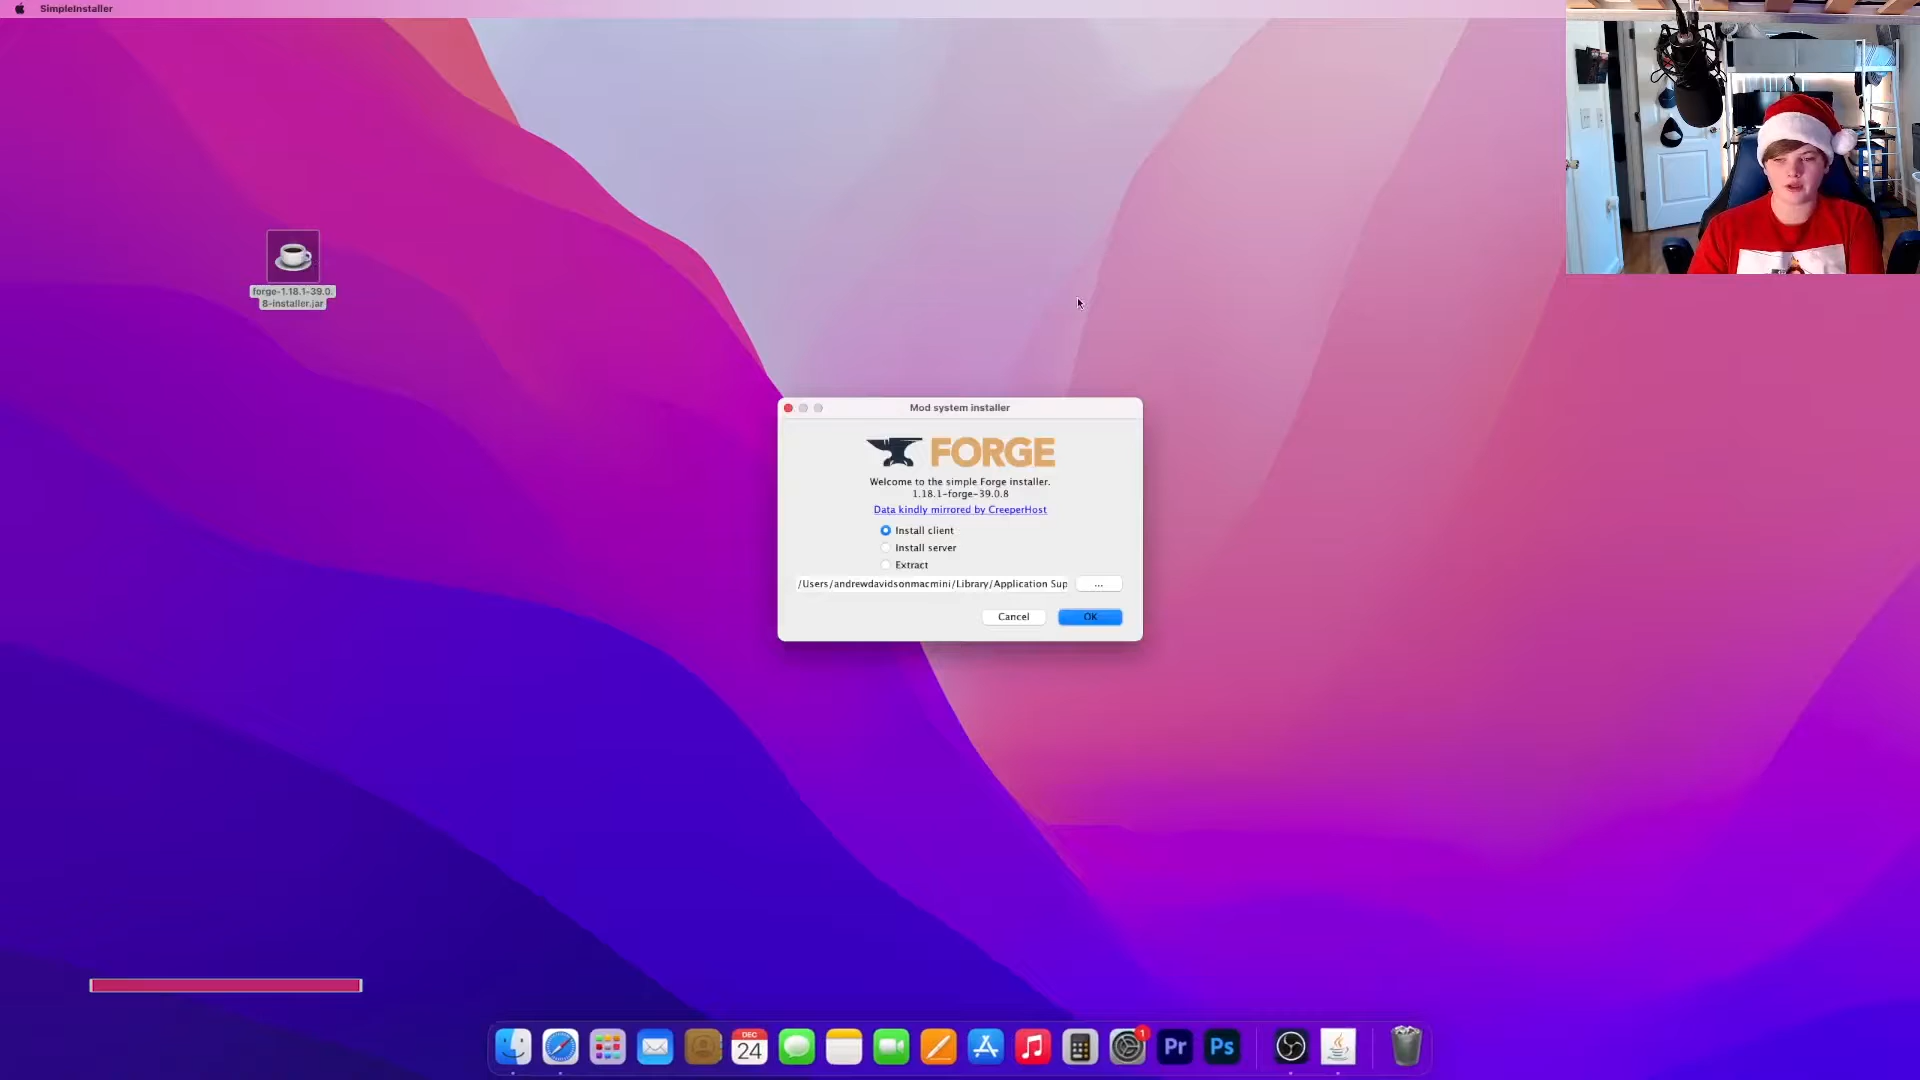 SimpleInstaller
forge-1.18.1-39.0.
8-installer.jar
Mod system installer
FORGE
Welcome to the simple Forge installer.
1.18.1-forge-39.0.8
Data kindly mirrored by CreeperHost
Install client
Install server
Extract
/Users/andrewdavidsonmacmini/Library/Application Sup
...
Cancel
OK
DEC
24
1
Pr
Ps